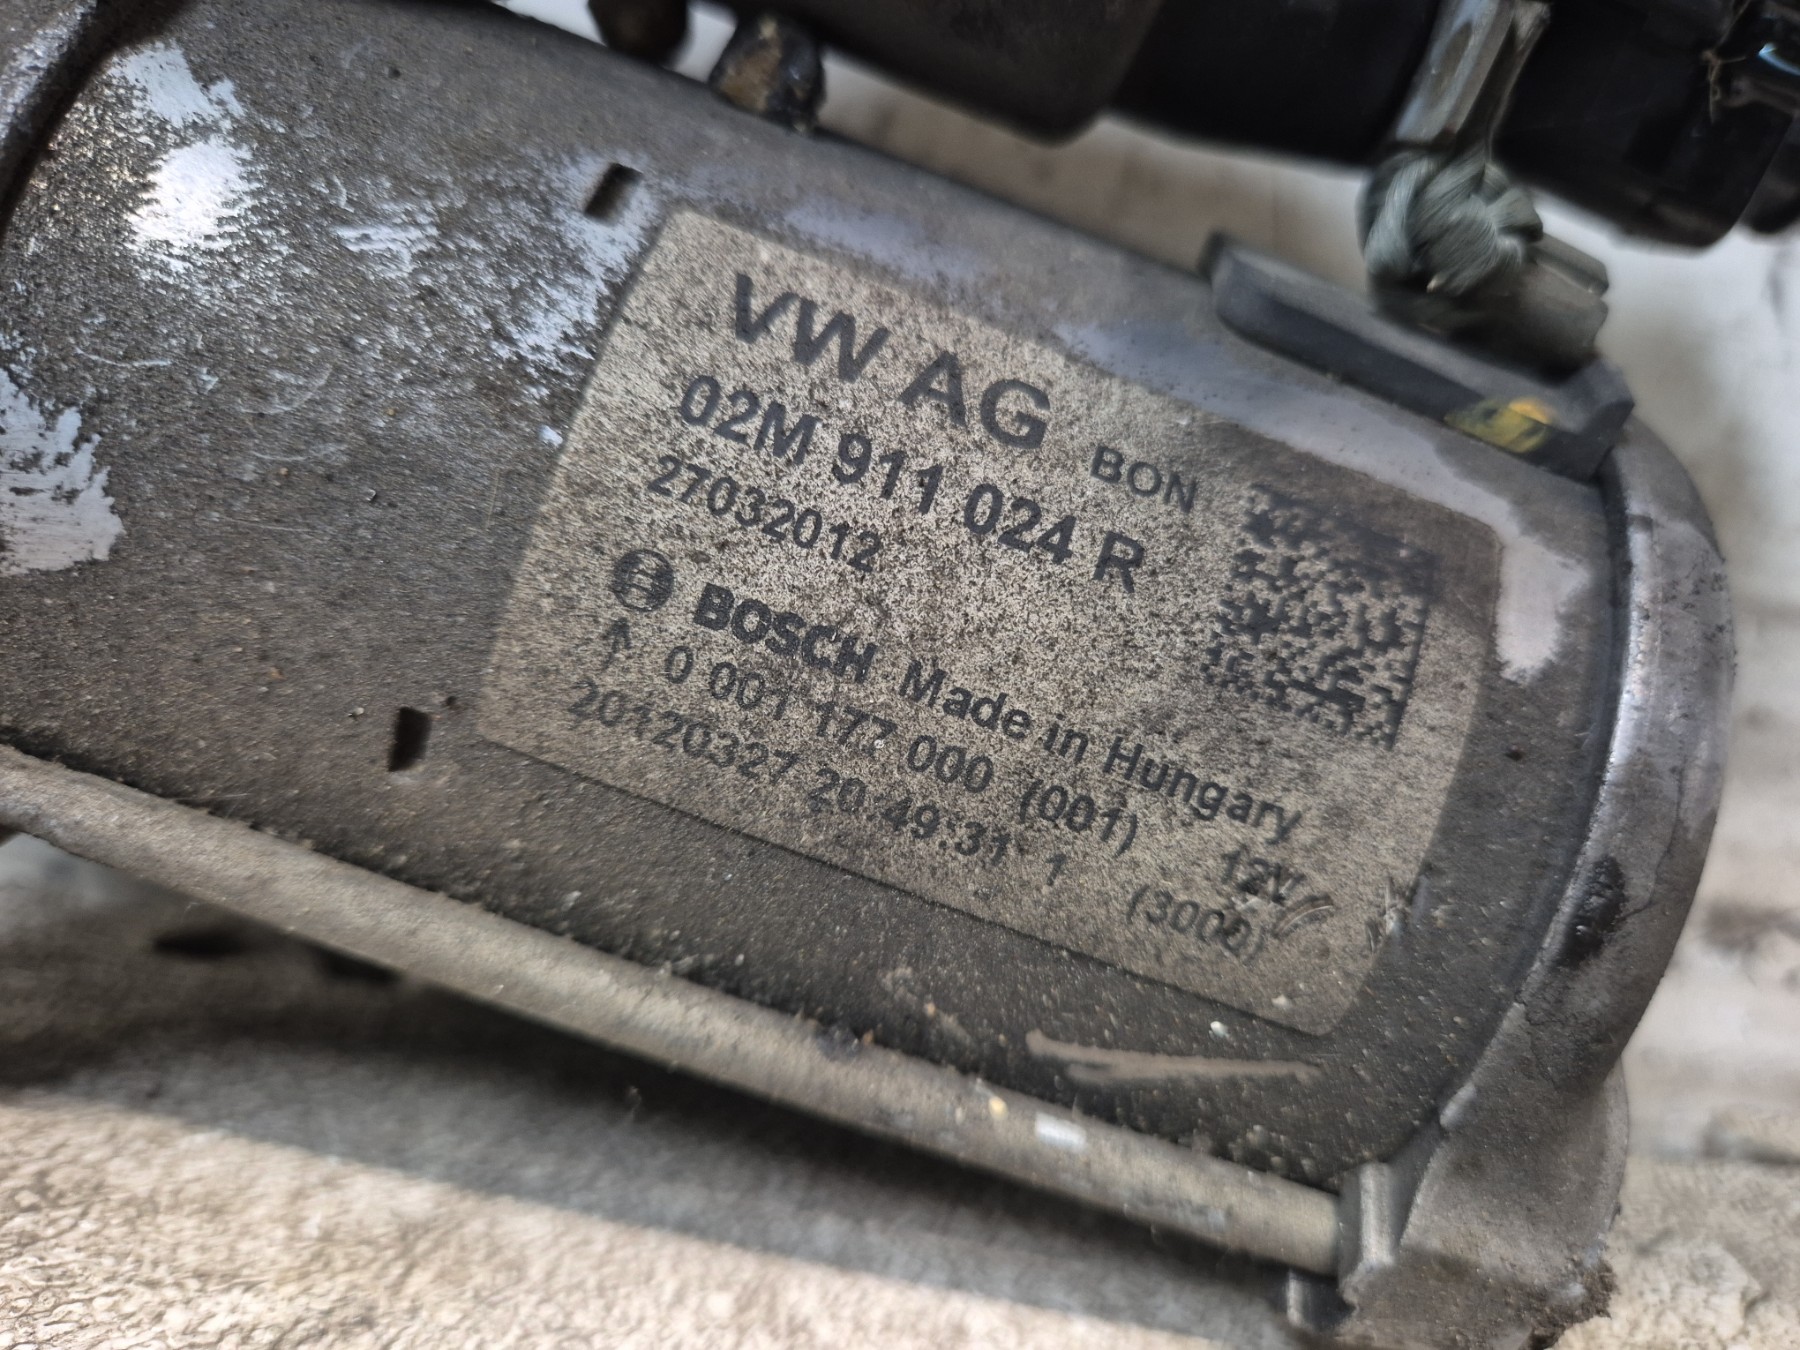 VW AG BON
02M 911 024 R
27032012
BOSCH Made in Hungary
↑ 0 001 177 000 (001) 12V
20120327 20:49:31 1 (3000)